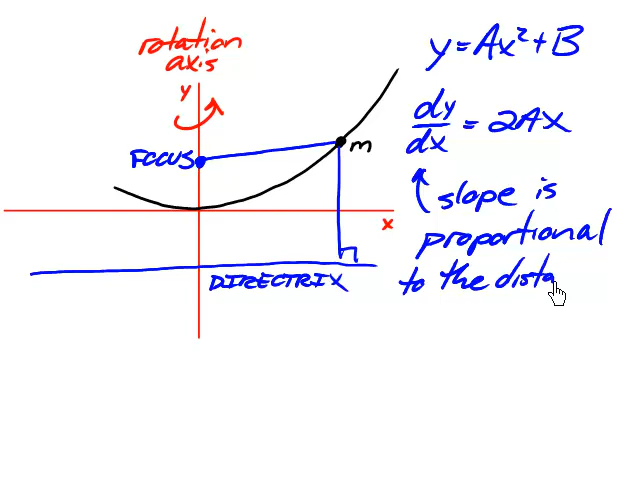 rotation
axis
y
FOCUS
m
x
DIRECTRIX
y = Ax² + B
dy/dx = 2Ax
slope is
proportional
to the dista